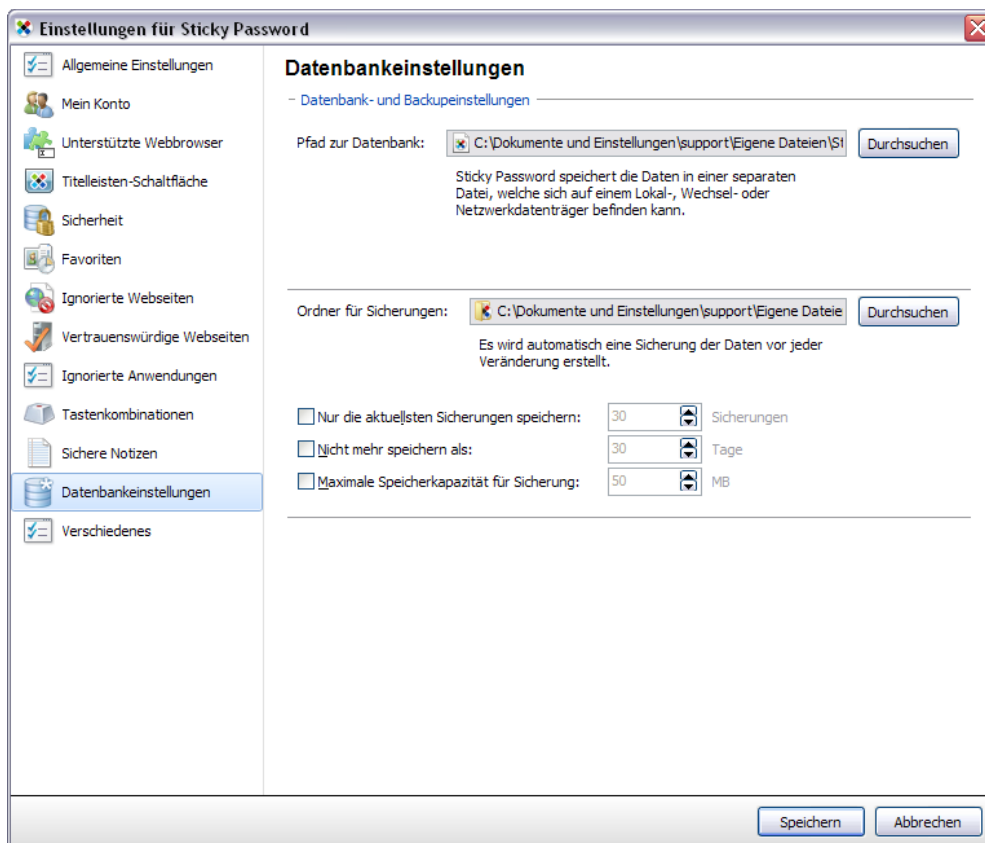 Einstellungen für Sticky Password
Allgemeine Einstellungen
Mein Konto
Unterstützte Webbrowser
Titelleisten-Schaltfläche
Sicherheit
Favoriten
Ignorierte Webseiten
Vertrauenswürdige Webseiten
Ignorierte Anwendungen
Tastenkombinationen
Sichere Notizen
Datenbankeinstellungen
Verschiedenes
Datenbankeinstellungen
Datenbank- und Backupeinstellungen
Pfad zur Datenbank: C:\Dokumente und Einstellungen\support\Eigene Dateien\St Durchsuchen
Sticky Password speichert die Daten in einer separaten
Datei, welche sich auf einem Lokal-, Wechsel- oder
Netzwerkdatenträger befinden kann.
Ordner für Sicherungen: C:\Dokumente und Einstellungen\support\Eigene Dateie Durchsuchen
Es wird automatisch eine Sicherung der Daten vor jeder
Veränderung erstellt.
Nur die aktuellsten Sicherungen speichern: 30 Sicherungen
Nicht mehr speichern als: 30 Tage
Maximale Speicherkapazität für Sicherung: 50 MB
Speichern Abbrechen